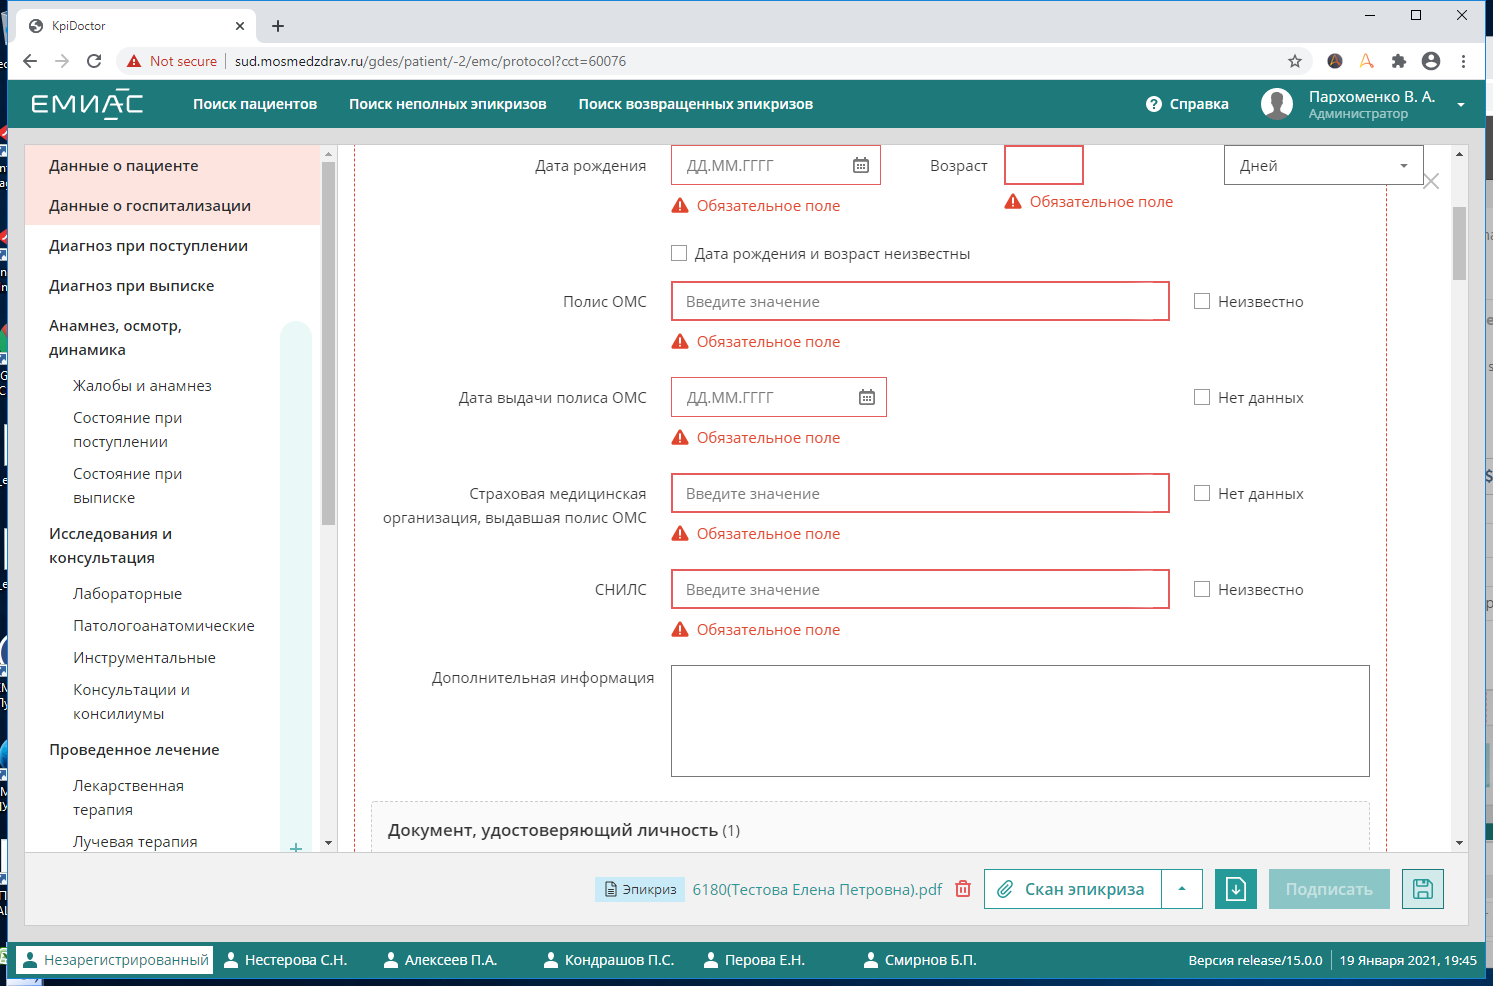 KpiDoctor
Not secure
sud.mosmedzdrav.ru/gdes/patient/-2/emc/protocol?cct=60076
ЕМИАС
Поиск пациентов
Поиск неполных эпикризов
Поиск возвращенных эпикризов
Справка
Пархоменко В. А.
Администратор
Данные о пациенте
Данные о госпитализации
Диагноз при поступлении
Диагноз при выписке
Анамнез, осмотр,
динамика
Жалобы и анамнез
Состояние при
поступлении
Состояние при
выписке
Исследования и
консультация
Лабораторные
Патологоанатомические
Инструментальные
Консультации и
консилиумы
Проведенное лечение
Лекарственная
терапия
Лучевая терапия
Дата рождения
ДД.ММ.ГГГГ
Обязательное поле
Возраст
Обязательное поле
Дней
Дата рождения и возраст неизвестны
Полис ОМС
Введите значение
Неизвестно
Обязательное поле
Дата выдачи полиса ОМС
ДД.ММ.ГГГГ
Нет данных
Обязательное поле
Страховая медицинская
организация, выдавшая полис ОМС
Введите значение
Нет данных
Обязательное поле
СНИЛС
Введите значение
Неизвестно
Обязательное поле
Дополнительная информация
Документ, удостоверяющий личность (1)
Эпикриз
6180(Тестова Елена Петровна).pdf
Скан эпикриза
Подписать
Незарегистрированный
Нестерова С.Н.
Алексеев П.А.
Кондрашов П.С.
Перова Е.Н.
Смирнов Б.П.
Версия release/15.0.0
19 Января 2021, 19:45